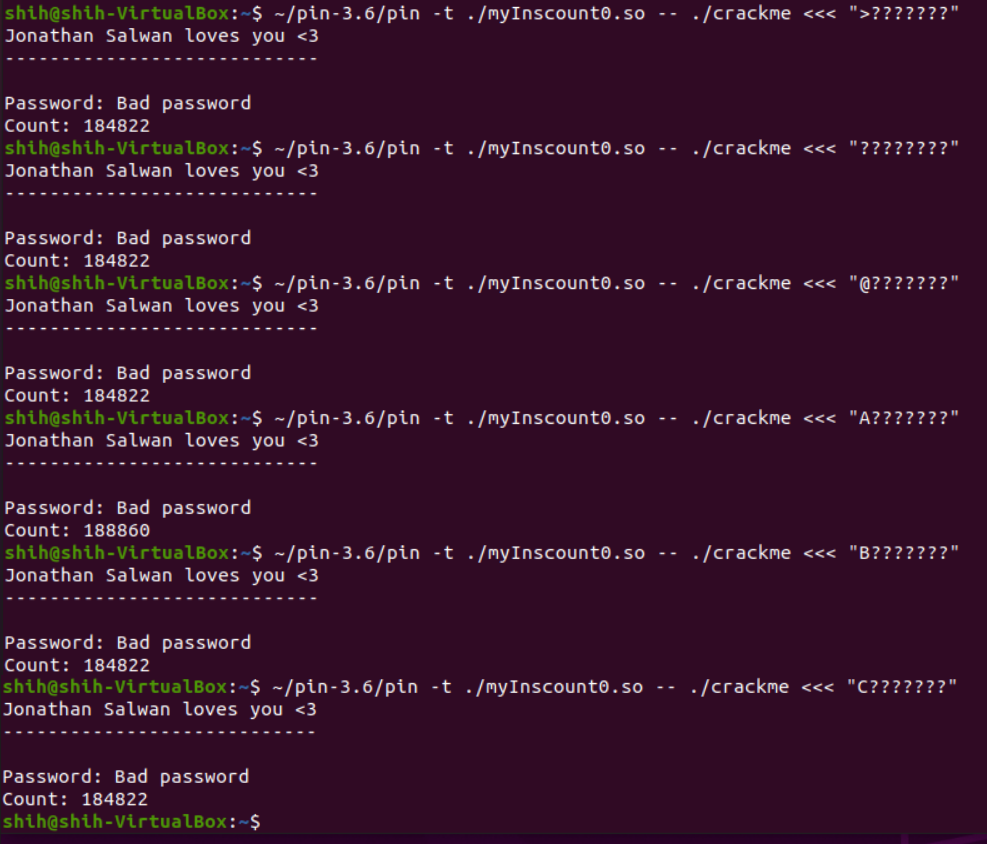 shih@shih-VirtualBox:~$ ~/pin-3.6/pin -t ./myInscount0.so -- ./crackme <<< ">???????"
Jonathan Salwan loves you <3
----------------------------
Password: Bad password
Count: 184822
shih@shih-VirtualBox:~$ ~/pin-3.6/pin -t ./myInscount0.so -- ./crackme <<< "????????"
Jonathan Salwan loves you <3
----------------------------
Password: Bad password
Count: 184822
shih@shih-VirtualBox:~$ ~/pin-3.6/pin -t ./myInscount0.so -- ./crackme <<< "@???????"
Jonathan Salwan loves you <3
----------------------------
Password: Bad password
Count: 184822
shih@shih-VirtualBox:~$ ~/pin-3.6/pin -t ./myInscount0.so -- ./crackme <<< "A???????"
Jonathan Salwan loves you <3
----------------------------
Password: Bad password
Count: 188860
shih@shih-VirtualBox:~$ ~/pin-3.6/pin -t ./myInscount0.so -- ./crackme <<< "B???????"
Jonathan Salwan loves you <3
----------------------------
Password: Bad password
Count: 184822
shih@shih-VirtualBox:~$ ~/pin-3.6/pin -t ./myInscount0.so -- ./crackme <<< "C???????"
Jonathan Salwan loves you <3
----------------------------
Password: Bad password
Count: 184822
shih@shih-VirtualBox:~$